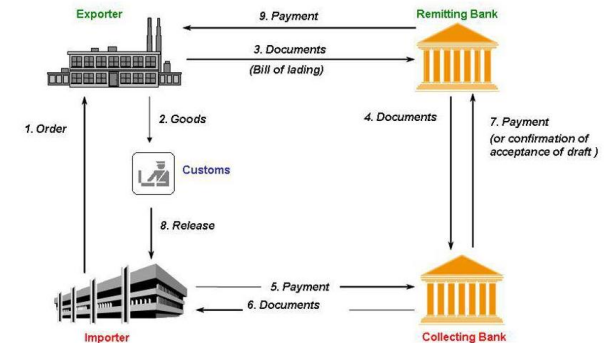 Exporter
9. Payment
Remitting Bank
3. Documents
(Bill of lading)
1. Order
2. Goods
4. Documents
7. Payment
(or confirmation of
acceptance of draft )
Customs
8. Release
5. Payment
6. Documents
Importer
Collecting Bank